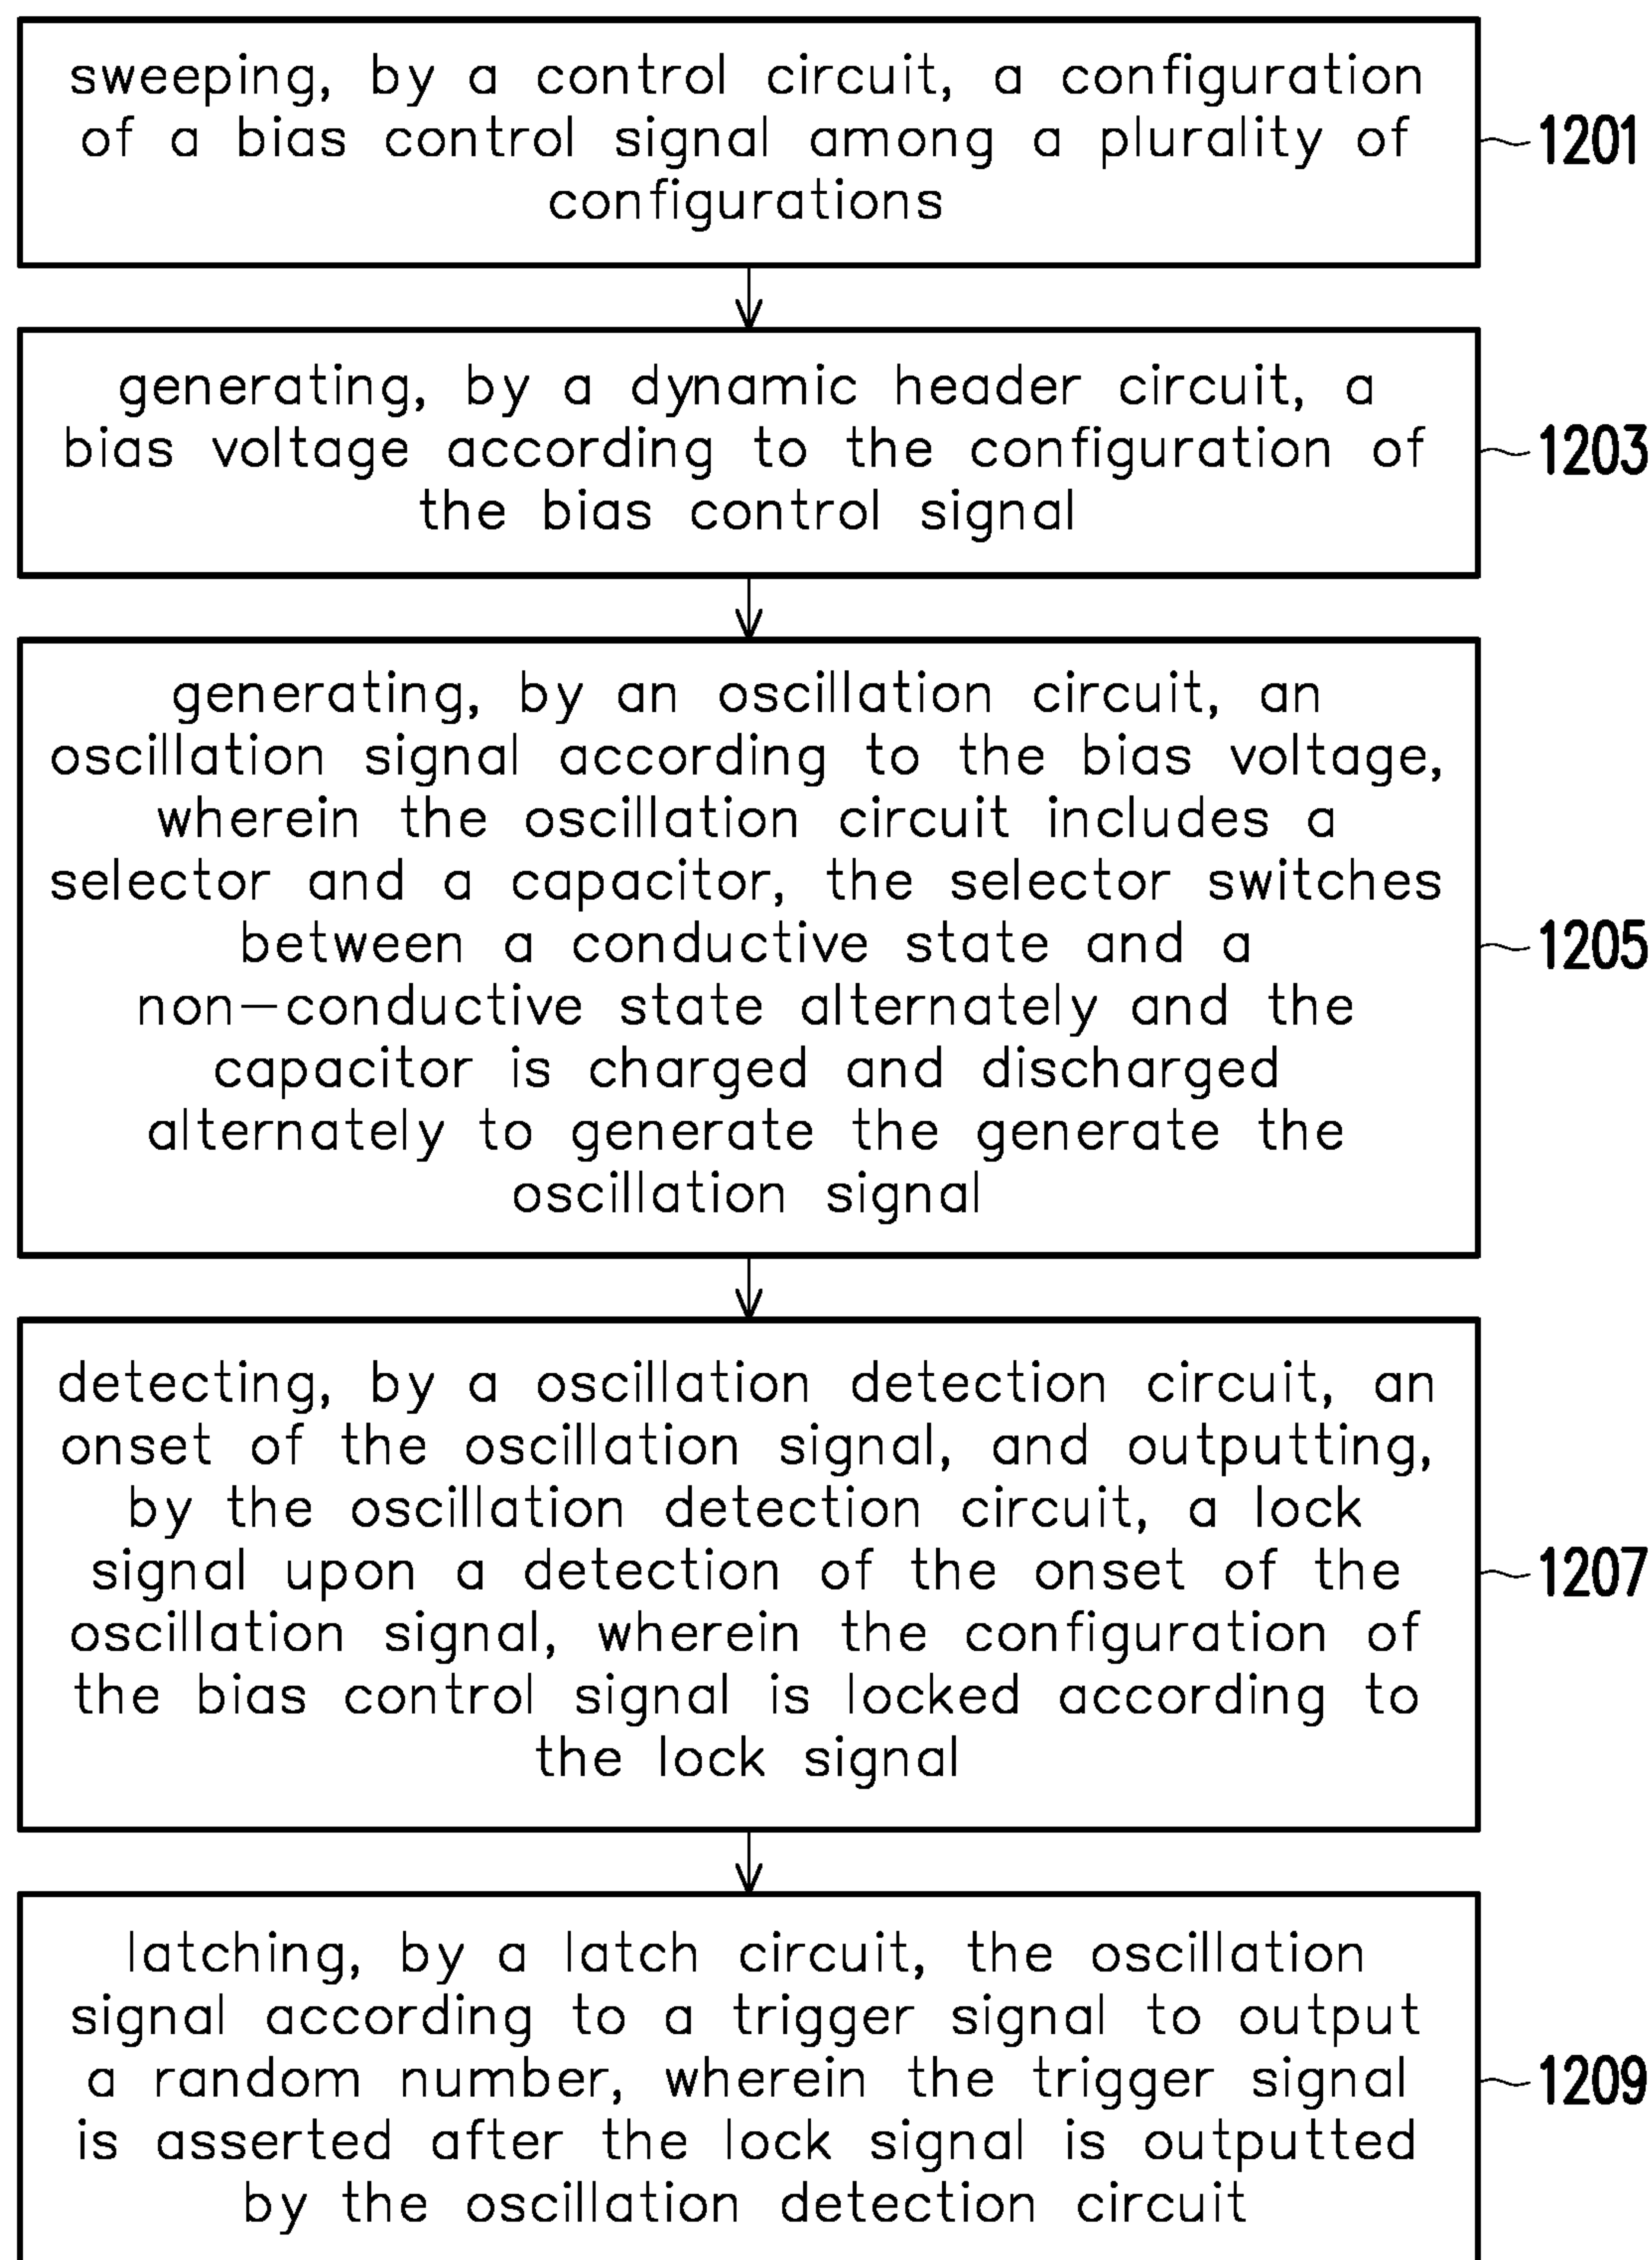 sweeping, by a control circuit, a configuration
of a bias control signal among a plurality of
configurations
1201
generating, by a dynamic header circuit, a
bias voltage according to the configuration of
the bias control signal
1203
generating, by an oscillation circuit, an
oscillation signal according to the bias voltage,
wherein the oscillation circuit includes a
selector and a capacitor, the selector switches
between a conductive state and a
non-conductive state alternately and the
capacitor is charged and discharged
alternately to generate the generate the
oscillation signal
1205
detecting, by a oscillation detection circuit, an
onset of the oscillation signal, and outputting,
by the oscillation detection circuit, a lock
signal upon a detection of the onset of the
oscillation signal, wherein the configuration of
the bias control signal is locked according to
the lock signal
1207
latching, by a latch circuit, the oscillation
signal according to a trigger signal to output
a random number, wherein the trigger signal
is asserted after the lock signal is outputted
by the oscillation detection circuit
1209